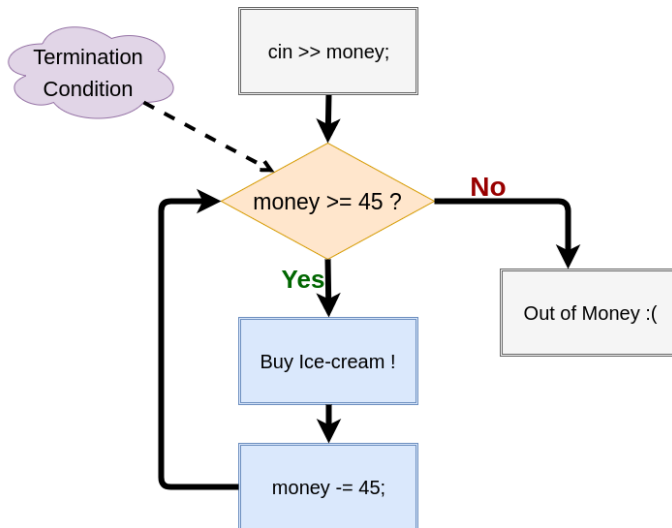 cin >> money;
Termination
Condition
money >= 45 ?
No
Yes
Out of Money :(
Buy Ice-cream !
money -= 45;